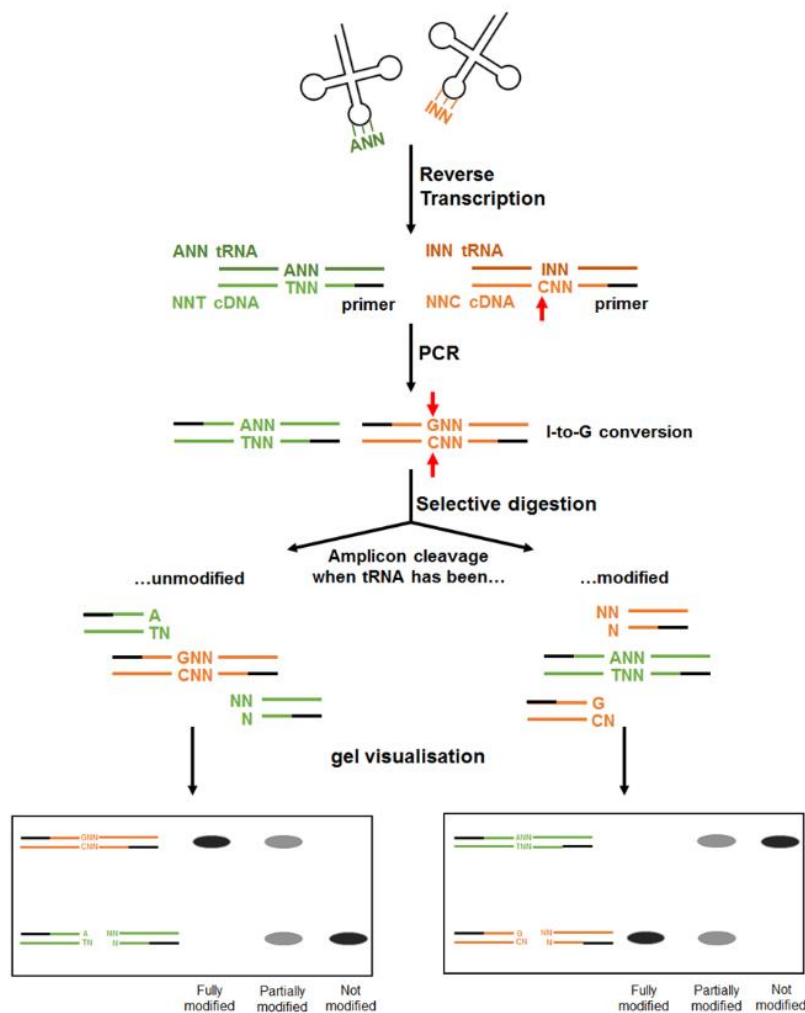 ANN
INN
Reverse
Transcription
ANN tRNA
ANN
TNN
NNT cDNA
primer
INN tRNA
INN
CNN
NNC cDNA
primer
PCR
ANN
TNN
GNN
CNN
I-to-G conversion
Selective digestion
Amplicon cleavage
when tRNA has been...
...unmodified
...modified
A
TN
GNN
CNN
NN
N
NN
N
ANN
TNN
G
CN
gel visualisation
GNN
CNN
A NN
TN N
Fully
modified
Partially
modified
Not
modified
ANN
TNN
G NN
CN N
Fully
modified
Partially
modified
Not
modified